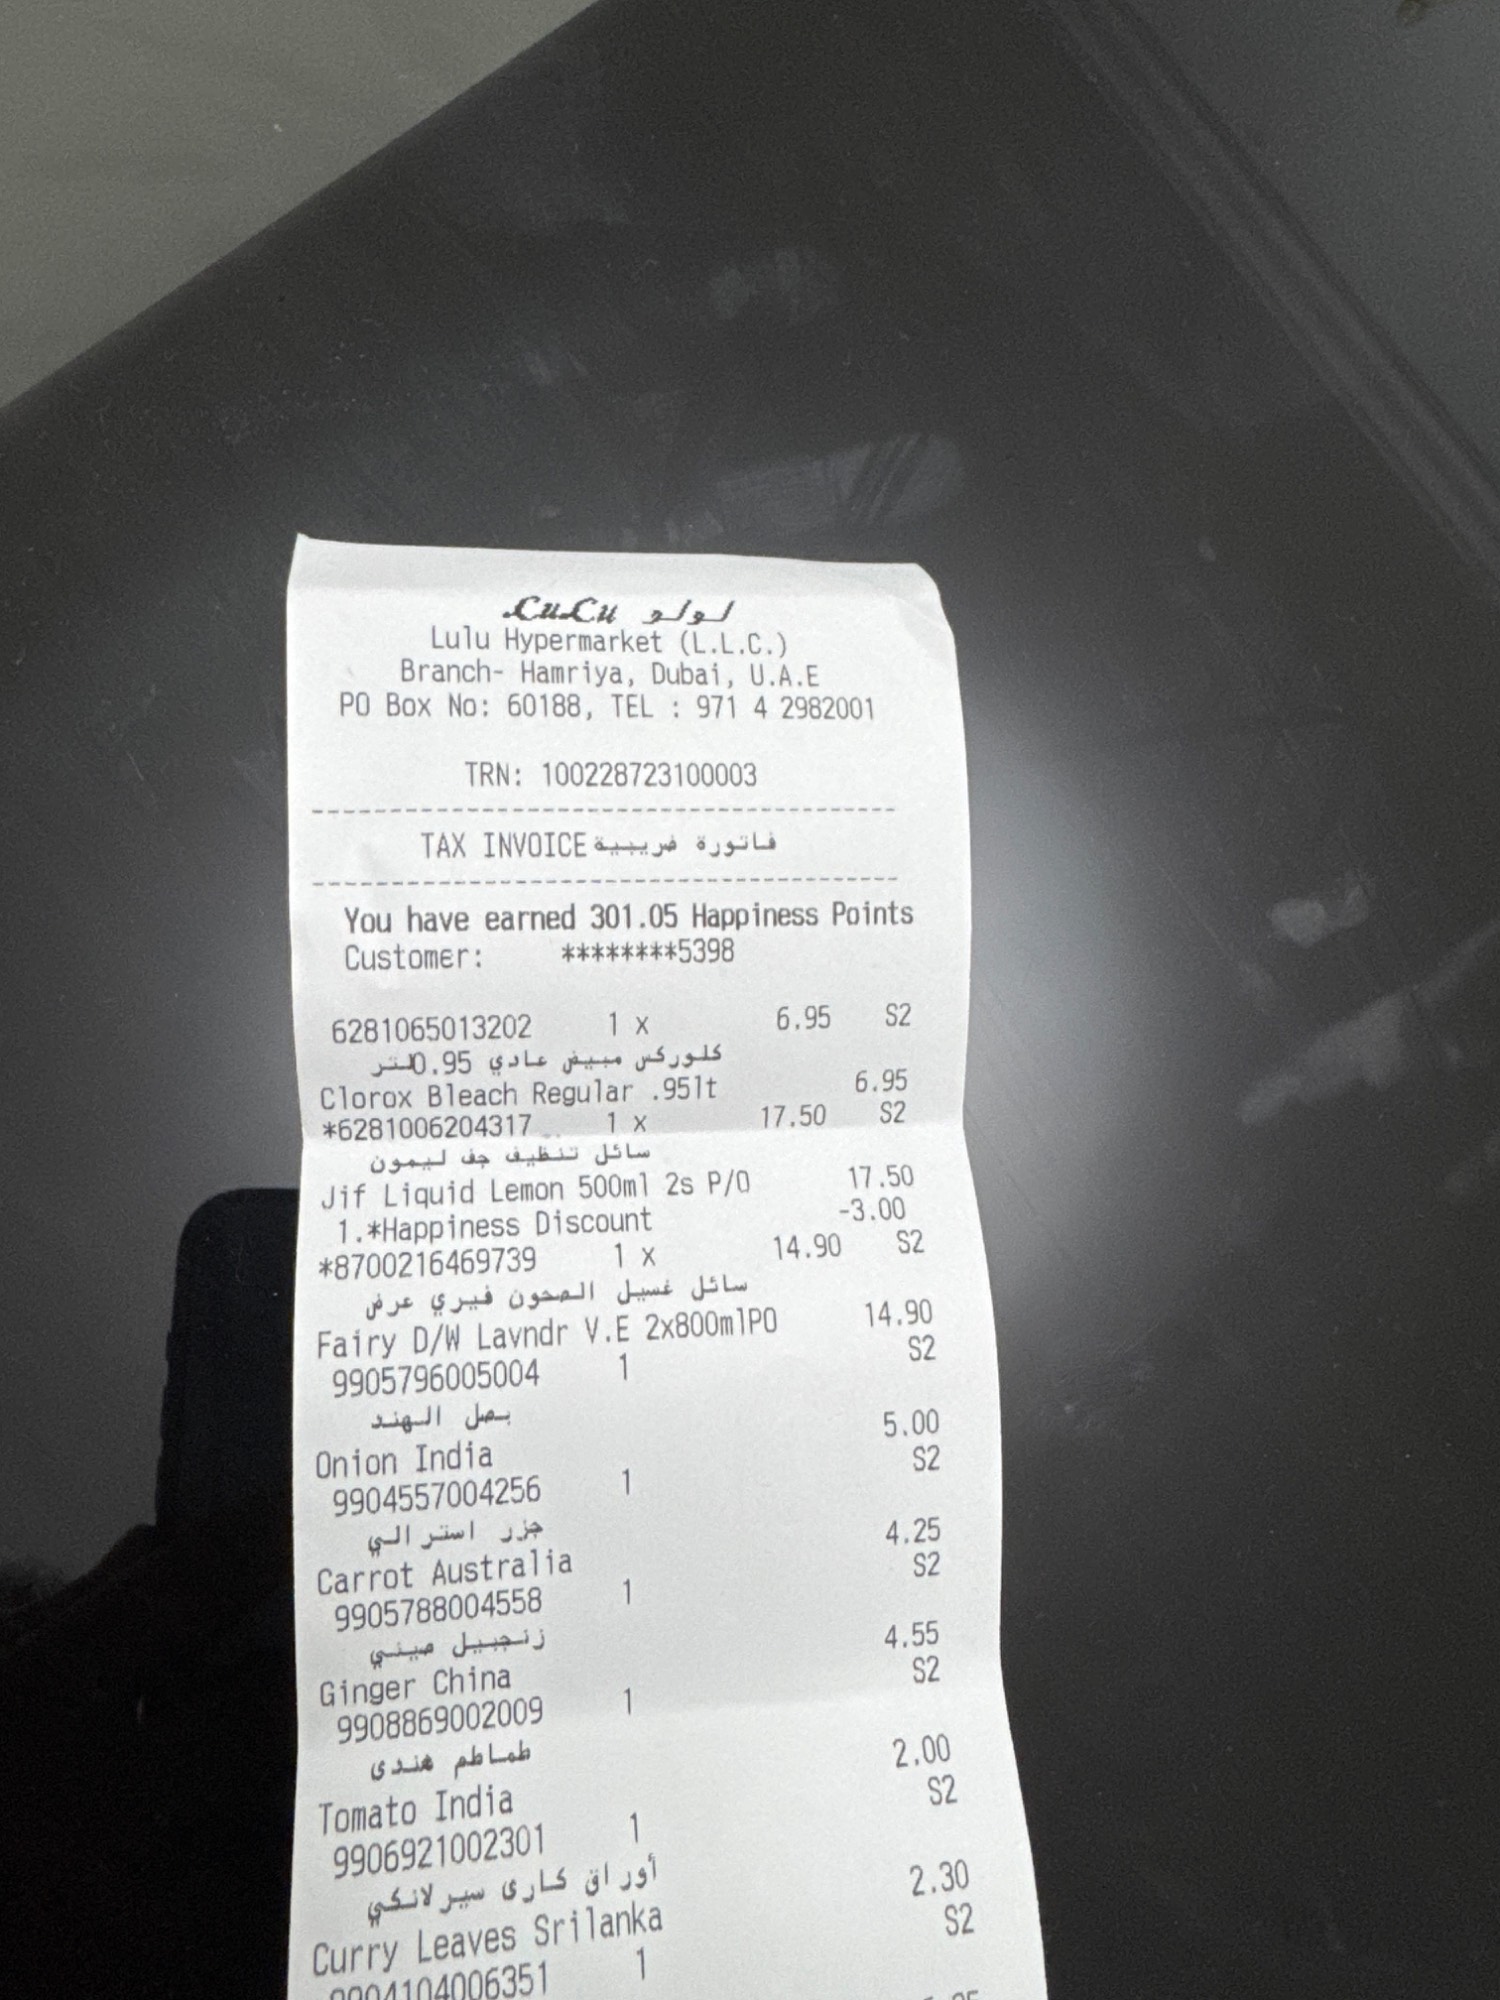 LuLu لولو
Lulu Hypermarket (L.L.C.)
Branch- Hamriya, Dubai, U.A.E
PO Box No: 60188, TEL : 971 4 2982001
TRN: 100228723100003
TAX INVOICE فاتورة ضريبية
You have earned 301.05 Happiness Points
Customer: ********5398
6281065013202 1 x 6.95 S2
كلوركس مبيض عادي 0.95لتر
Clorox Bleach Regular .95lt 6.95
*6281006204317 1 x 17.50 S2
سائل تنظيف جف ليمون
Jif Liquid Lemon 500ml 2s P/O 17.50
1.*Happiness Discount -3.00
*8700216469739 1 x 14.90 S2
سائل غسيل الصحون فيري عرض
Fairy D/W Lavndr V.E 2x800mlPO 14.90
9905796005004 1 S2
بصل الهند
Onion India 5.00
9904557004256 1 S2
جزر استرالي
Carrot Australia 4.25
9905788004558 1 S2
زنجبيل صيني
Ginger China 4.55
9908869002009 1 S2
طماطم هندى
Tomato India 2.00
9906921002301 1 S2
أوراق كارى سيرلانكي
Curry Leaves Srilanka 2.30
9904104006351 1 S2